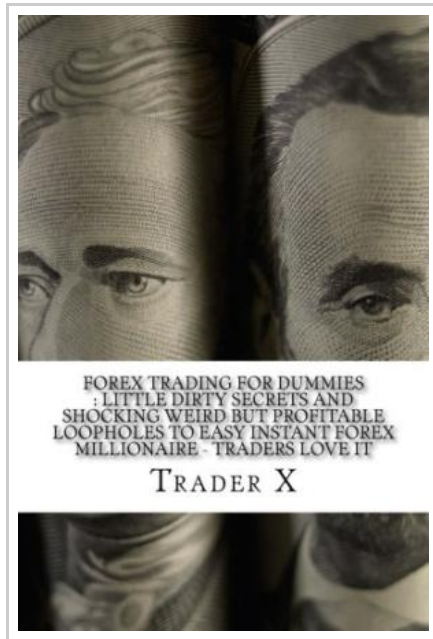 FOREX TRADING FOR DUMMIES
: LITTLE DIRTY SECRETS AND
SHOCKING WEIRD BUT PROFITABLE
LOOPHOLES TO EASY INSTANT FOREX
MILLIONAIRE - TRADERS LOVE IT
TRADER X